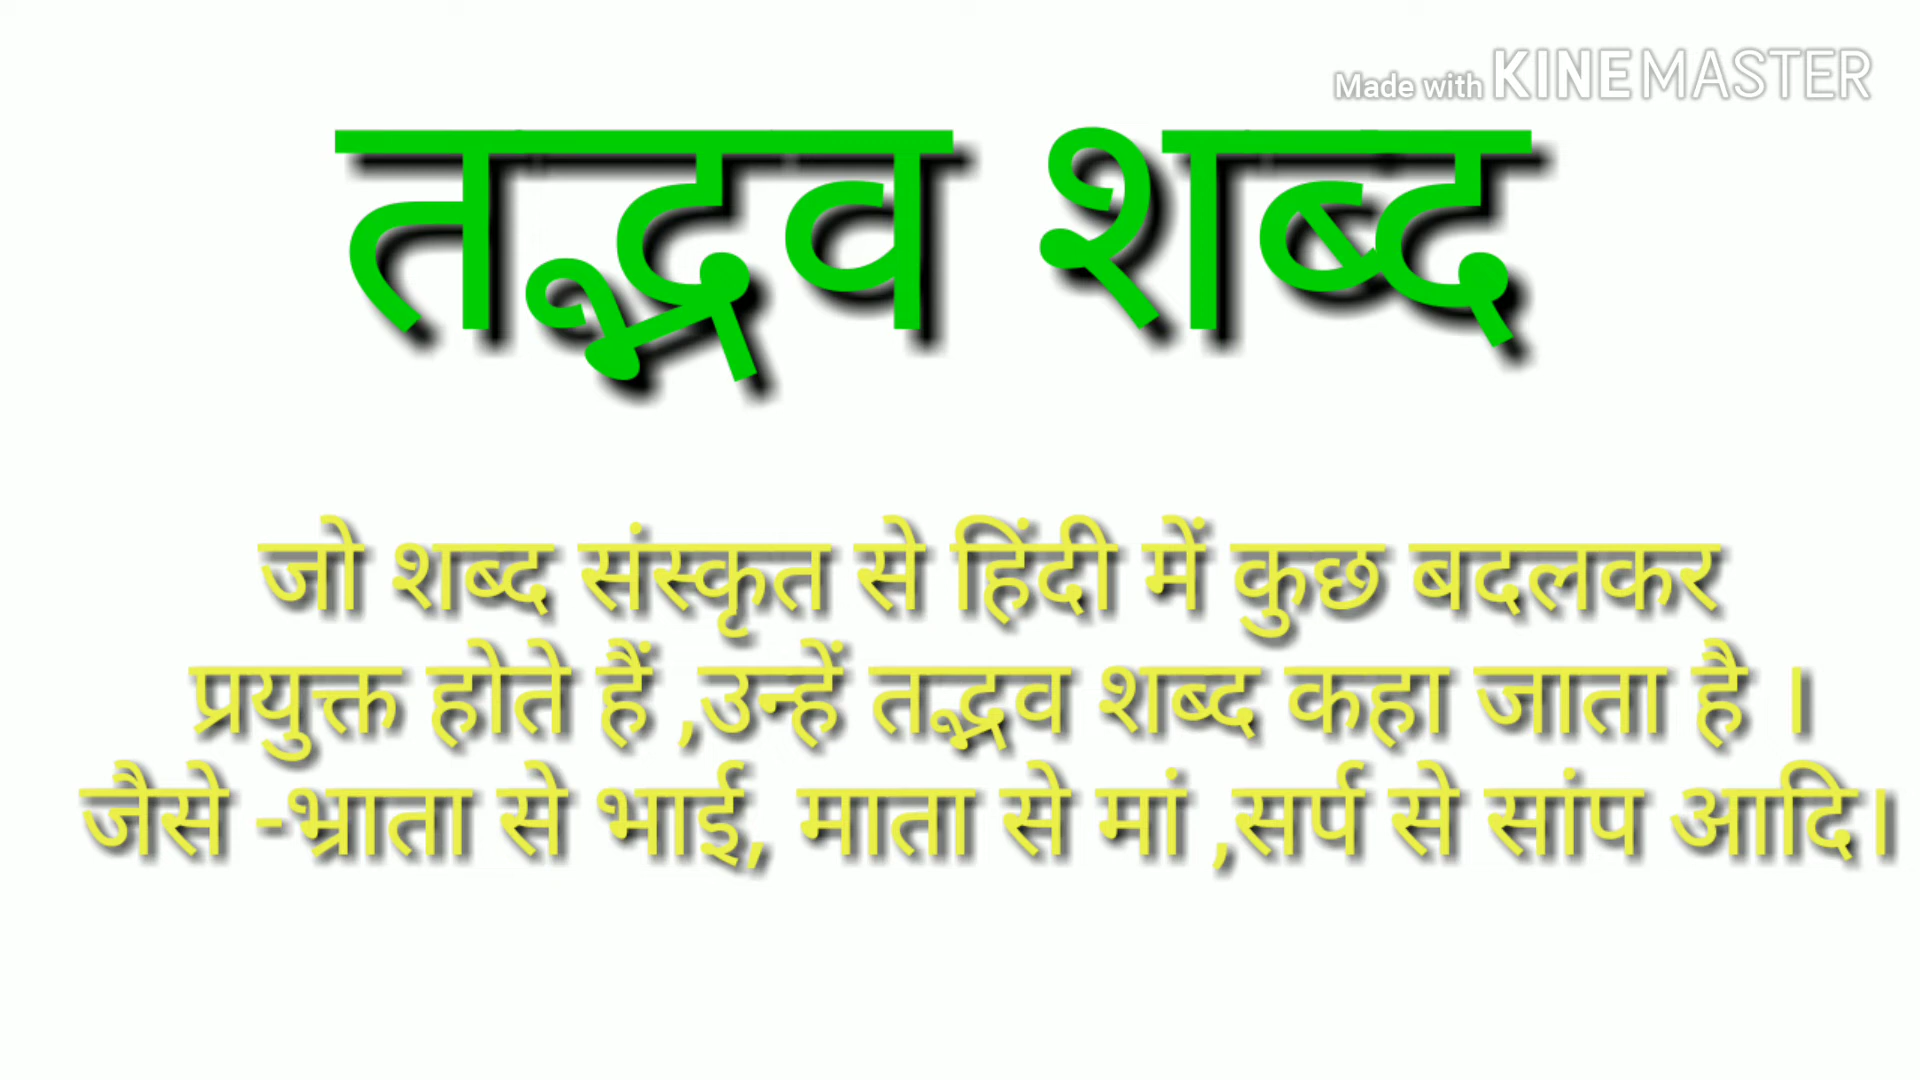 Made with KINEMASTER
तद्भव शब्द
जो शब्द संस्कृत से हिंदी में कुछ बदलकर
प्रयुक्त होते हैं ,उन्हें तद्भव शब्द कहा जाता है ।
जैसे -भ्राता से भाई, माता से मां ,सर्प से सांप आदि।